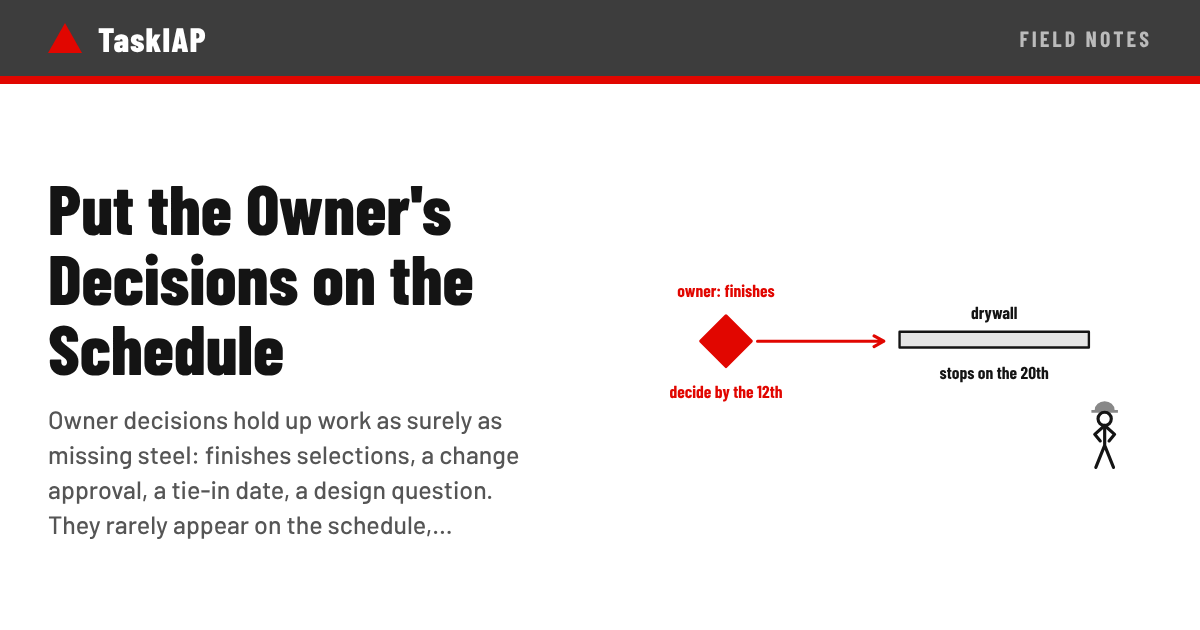 TaskIAP
FIELD NOTES
Put the Owner's
Decisions on the
Schedule
Owner decisions hold up work as surely as
missing steel: finishes selections, a change
approval, a tie-in date, a design question.
They rarely appear on the schedule,...
owner: finishes
decide by the 12th
drywall
stops on the 20th